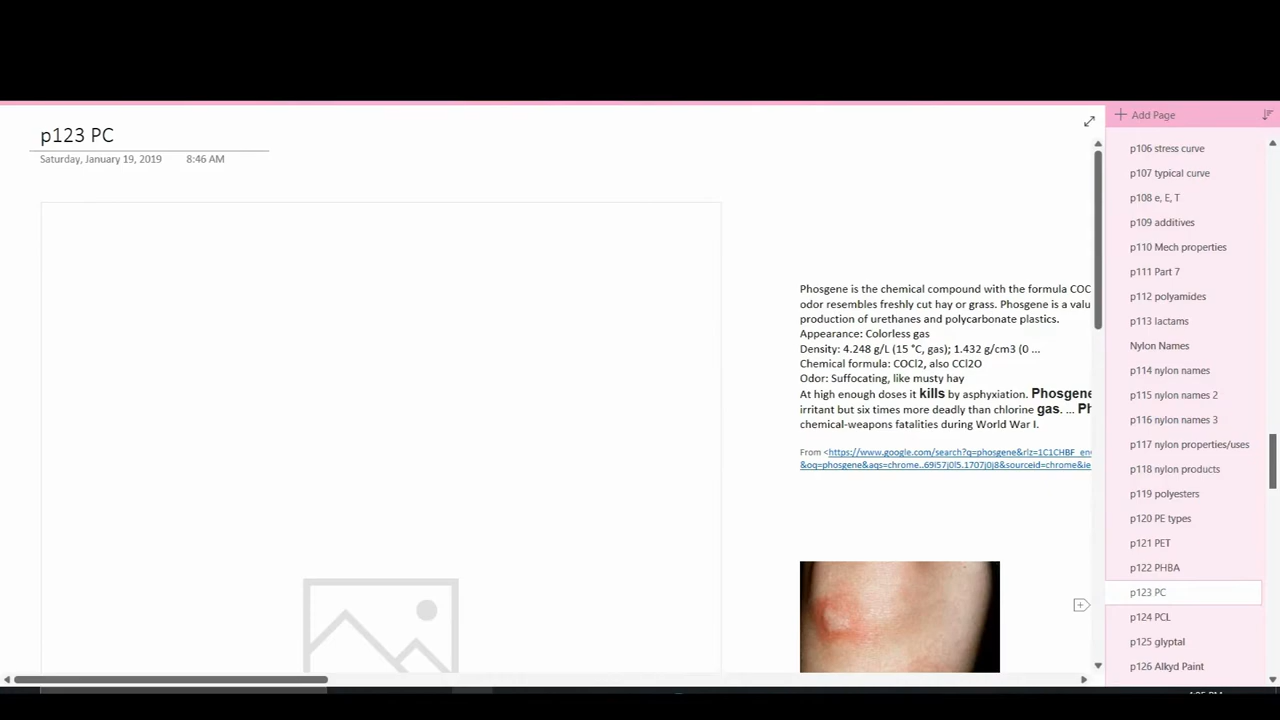 p123 PC
Saturday, January 19, 2019 8:46 AM
Phosgene is the chemical compound with the formula COC
odor resembles freshly cut hay or grass. Phosgene is a valu
production of urethanes and polycarbonate plastics.
Appearance: Colorless gas
Density: 4.248 g/L (15 °C, gas); 1.432 g/cm3 (0 ...
Chemical formula: COCl2, also CCl2O
Odor: Suffocating, like musty hay
At high enough doses it kills by asphyxiation. Phosgene
irritant but six times more deadly than chlorine gas. ... Ph
chemical-weapons fatalities during World War I.
From <https://www.google.com/search?q=phosgene&rlz=1C1CHBF_en
&oq=phosgene&aqs=chrome..69i57j0l5.1707j0j8&sourceid=chrome&ie
Add Page
p106 stress curve
p107 typical curve
p108 e, E, T
p109 additives
p110 Mech properties
p111 Part 7
p112 polyamides
p113 lactams
Nylon Names
p114 nylon names
p115 nylon names 2
p116 nylon names 3
p117 nylon properties/uses
p118 nylon products
p119 polyesters
p120 PE types
p121 PET
p122 PHBA
p123 PC
p124 PCL
p125 glyptal
p126 Alkyd Paint